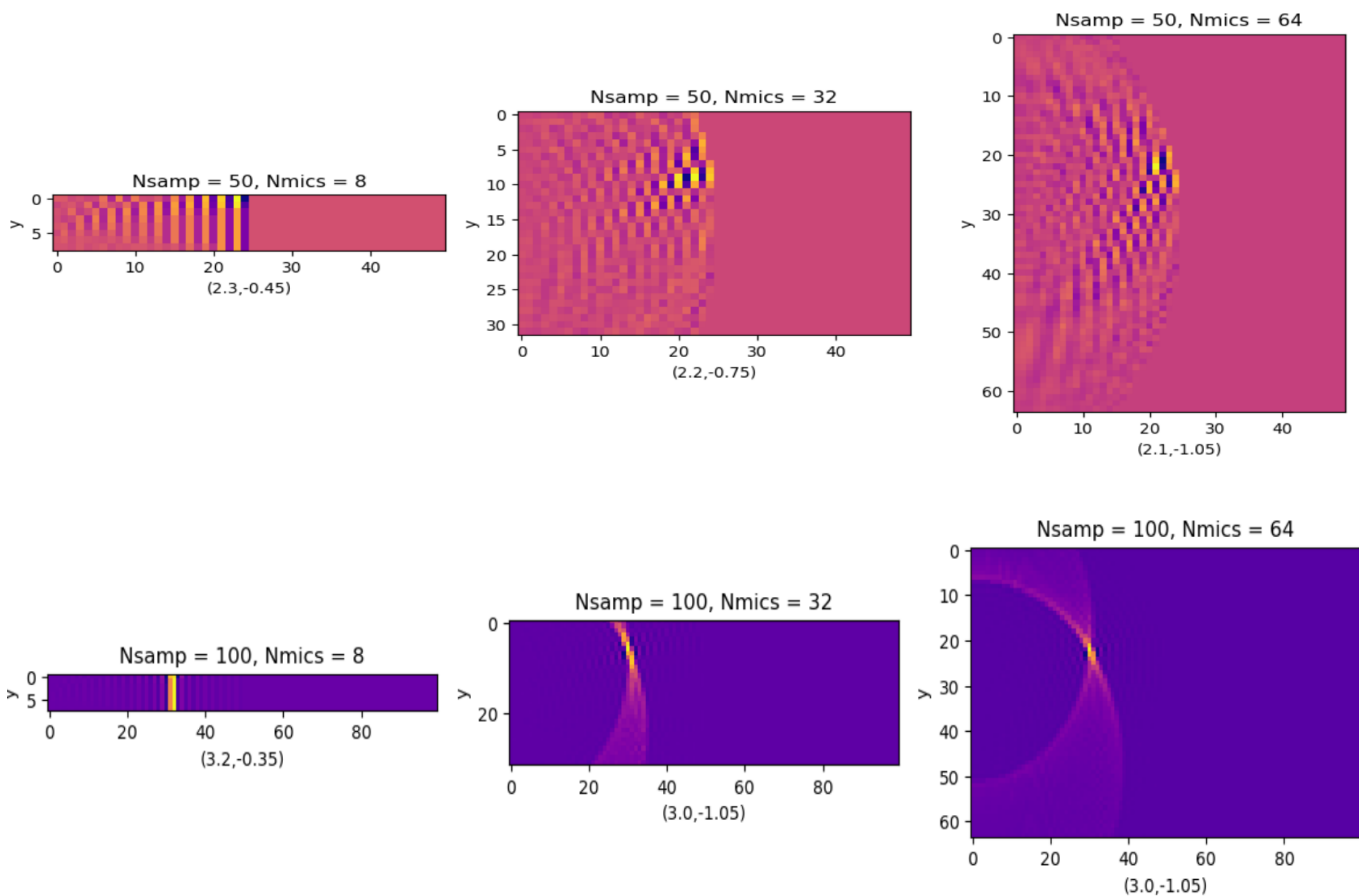 Nsamp = 50, Nmics = 8
y
0
5
0 10 20 30 40
(2.3,-0.45)
Nsamp = 50, Nmics = 32
y
0
5
10
15
20
25
30
0 10 20 30 40
(2.2,-0.75)
Nsamp = 50, Nmics = 64
y
0
10
20
30
40
50
60
0 10 20 30 40
(2.1,-1.05)
Nsamp = 100, Nmics = 8
y
0
5
0 20 40 60 80
(3.2,-0.35)
Nsamp = 100, Nmics = 32
y
0
20
0 20 40 60 80
(3.0,-1.05)
Nsamp = 100, Nmics = 64
y
0
10
20
30
40
50
60
0 20 40 60 80
(3.0,-1.05)